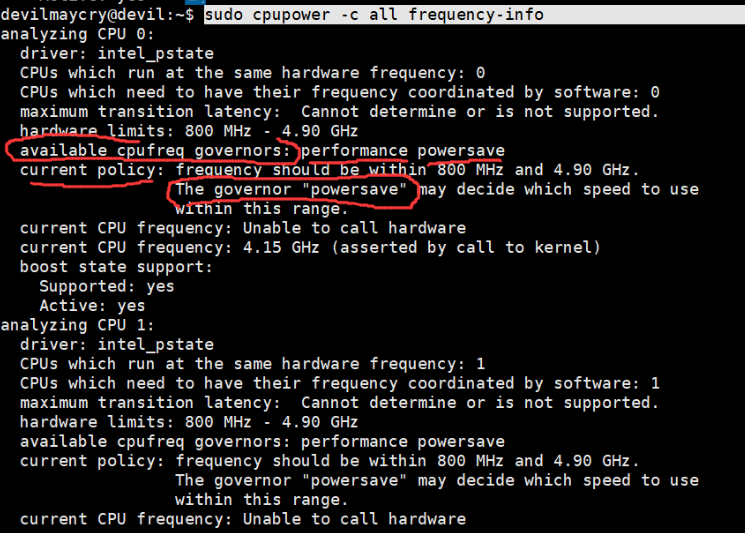 devilmaycry@devil:~$ sudo cpupower -c all frequency-info
analyzing CPU 0:
driver: intel_pstate
CPUs which run at the same hardware frequency: 0
CPUs which need to have their frequency coordinated by software: 0
maximum transition latency: Cannot determine or is not supported.
hardware limits: 800 MHz - 4.90 GHz
available cpufreq governors: performance powersave
current policy: frequency should be within 800 MHz and 4.90 GHz.
The governor "powersave" may decide which speed to use
within this range.
current CPU frequency: Unable to call hardware
current CPU frequency: 4.15 GHz (asserted by call to kernel)
boost state support:
Supported: yes
Active: yes
analyzing CPU 1:
driver: intel_pstate
CPUs which run at the same hardware frequency: 1
CPUs which need to have their frequency coordinated by software: 1
maximum transition latency: Cannot determine or is not supported.
hardware limits: 800 MHz - 4.90 GHz
available cpufreq governors: performance powersave
current policy: frequency should be within 800 MHz and 4.90 GHz.
The governor "powersave" may decide which speed to use
within this range.
current CPU frequency: Unable to call hardware